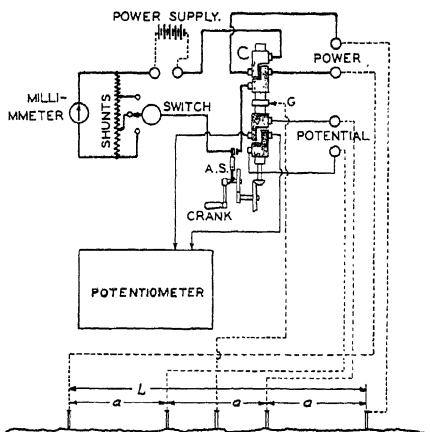 POWER SUPPLY.
C
POWER
MILLI-
MMETER
SHUNTS
SWITCH
G
POTENTIAL
A.S.
CRANK
POTENTIOMETER
L
a a a